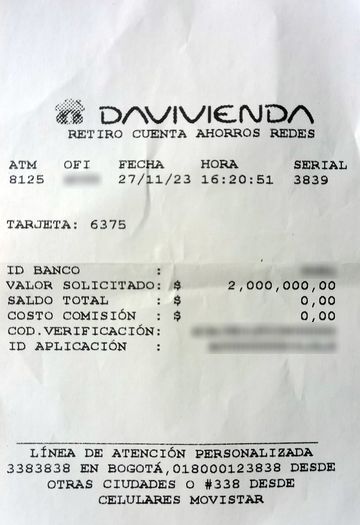 DAVIVIENDA
RETIRO CUENTA AHORROS REDES
ATM OFI FECHA HORA SERIAL
8125 27/11/23 16:20:51 3839
TARJETA: 6375
ID BANCO :
VALOR SOLICITADO: $ 2,000,000,00
SALDO TOTAL : $ 0,00
COSTO COMISIÓN : $ 0,00
COD.VERIFICACIÓN:
ID APLICACIÓN :
LÍNEA DE ATENCIÓN PERSONALIZADA
3383838 EN BOGOTÁ,018000123838 DESDE
OTRAS CIUDADES O #338 DESDE
CELULARES MOVISTAR